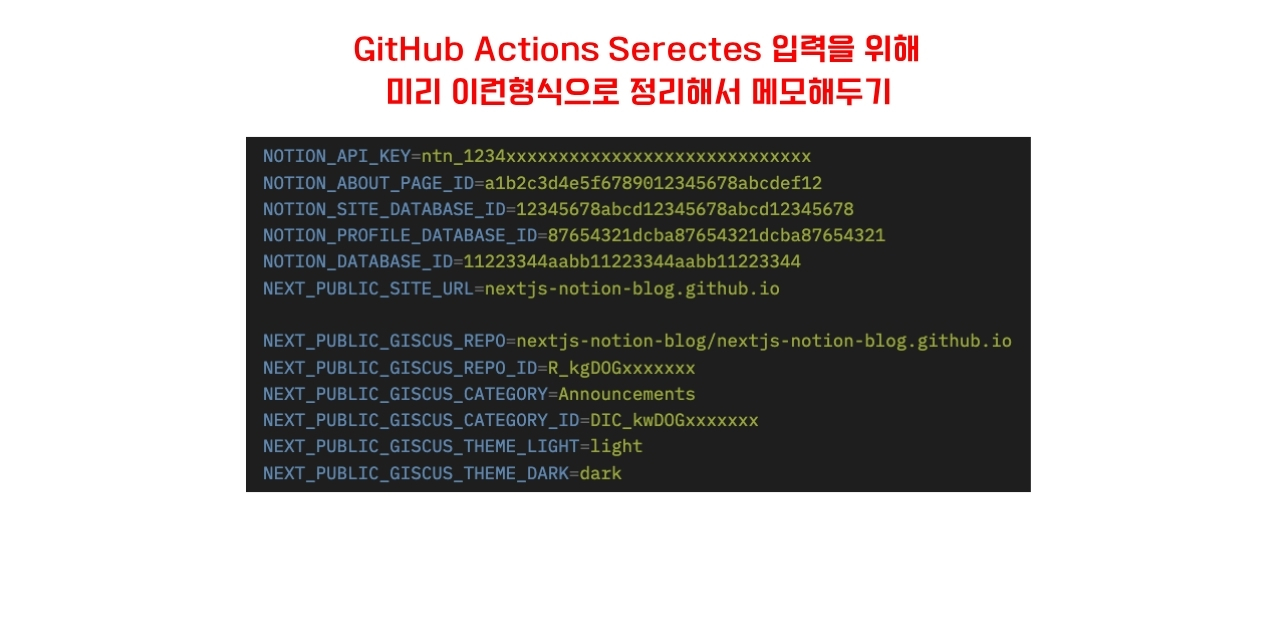 GitHub Actions Serectes 입력을 위해
미리 이런형식으로 정리해서 메모해두기
NOTION_API_KEY=ntn_1234xxxxxxxxxxxxxxxxxxxxxxxxxxxxx
NOTION_ABOUT_PAGE_ID=a1b2c3d4e5f6789012345678abcdef12
NOTION_SITE_DATABASE_ID=12345678abcd12345678abcd12345678
NOTION_PROFILE_DATABASE_ID=87654321dcba87654321dcba87654321
NOTION_DATABASE_ID=11223344aabb11223344aabb11223344
NEXT_PUBLIC_SITE_URL=nextjs-notion-blog.github.io
NEXT_PUBLIC_GISCUS_REPO=nextjs-notion-blog/nextjs-notion-blog.github.io
NEXT_PUBLIC_GISCUS_REPO_ID=R_kgDOGxxxxxxx
NEXT_PUBLIC_GISCUS_CATEGORY=Announcements
NEXT_PUBLIC_GISCUS_CATEGORY_ID=DIC_kwDOGxxxxxxx
NEXT_PUBLIC_GISCUS_THEME_LIGHT=light
NEXT_PUBLIC_GISCUS_THEME_DARK=dark